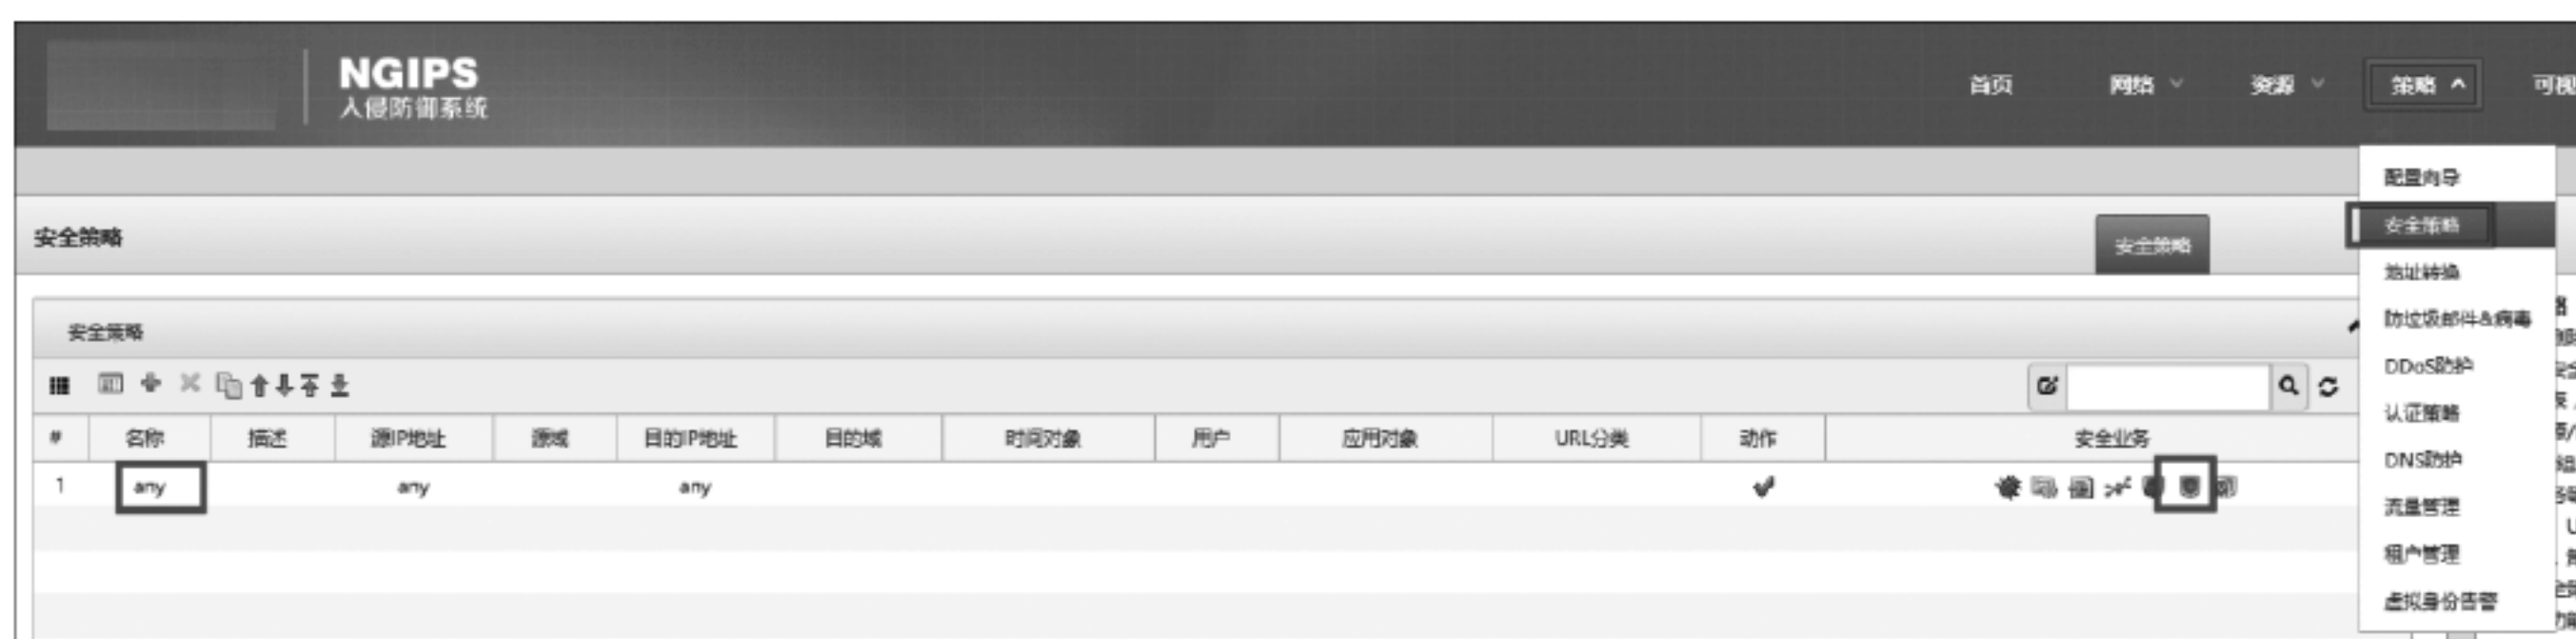 NGIPS
入侵防御系统
首页 网络 资源 策略 可视
配置向导
安全策略
地址转换
防垃圾邮件&病毒
DDoS防护
认证策略
DNS防护
流量管理
租户管理
虚拟身份告警
安全策略 安全策略
安全策略
# 名称 描述 源IP地址 源域 目的IP地址 目的域 时间对象 用户 应用对象 URL分类 动作 安全业务
1 any any any